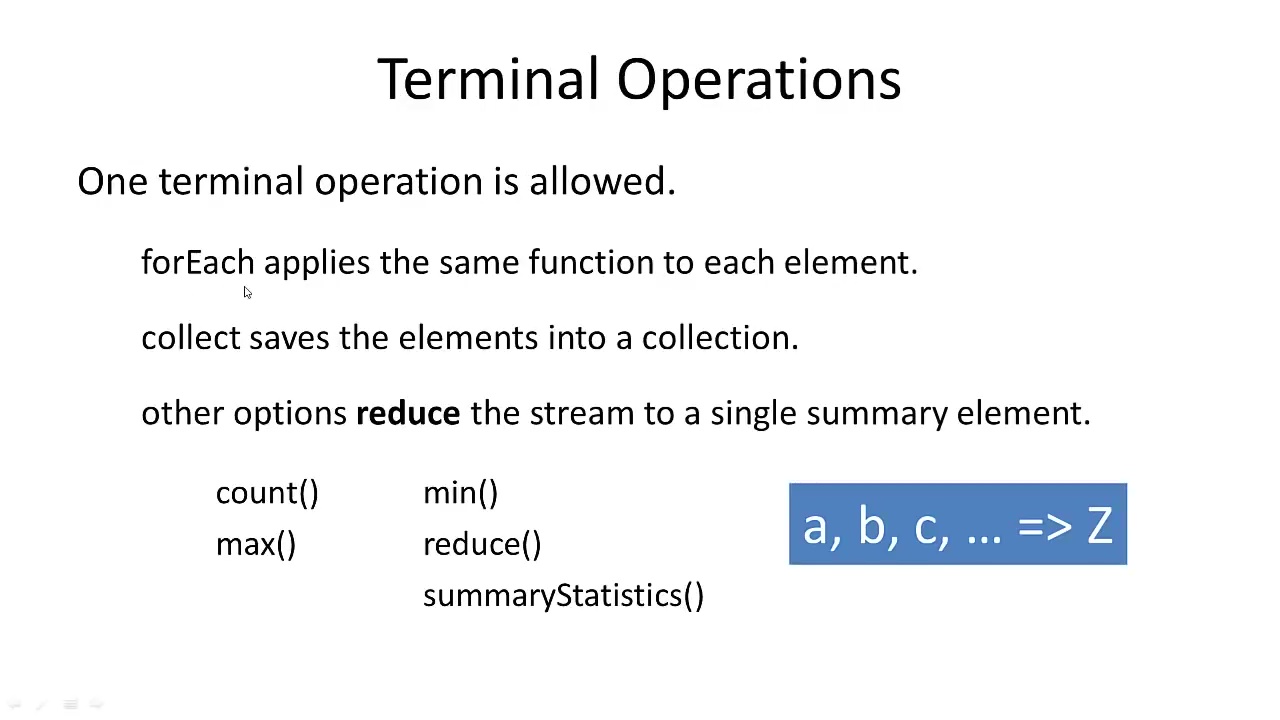 Terminal Operations
One terminal operation is allowed.
forEach applies the same function to each element.
collect saves the elements into a collection.
other options reduce the stream to a single summary element.
count() min()
max() reduce()
summaryStatistics()
a, b, c, … => Z